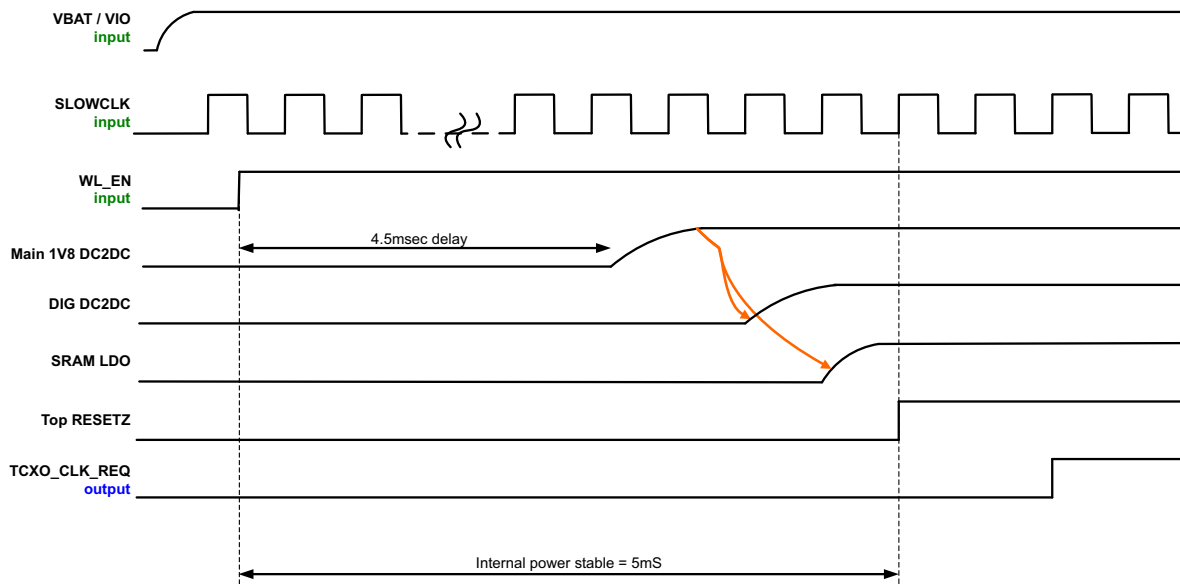 VBAT / VIO
input
SLOWCLK
input
WL_EN
input
4.5msec delay
Main 1V8 DC2DC
DIG DC2DC
SRAM LDO
Top RESETZ
TCXO_CLK_REQ
output
Internal power stable = 5mS